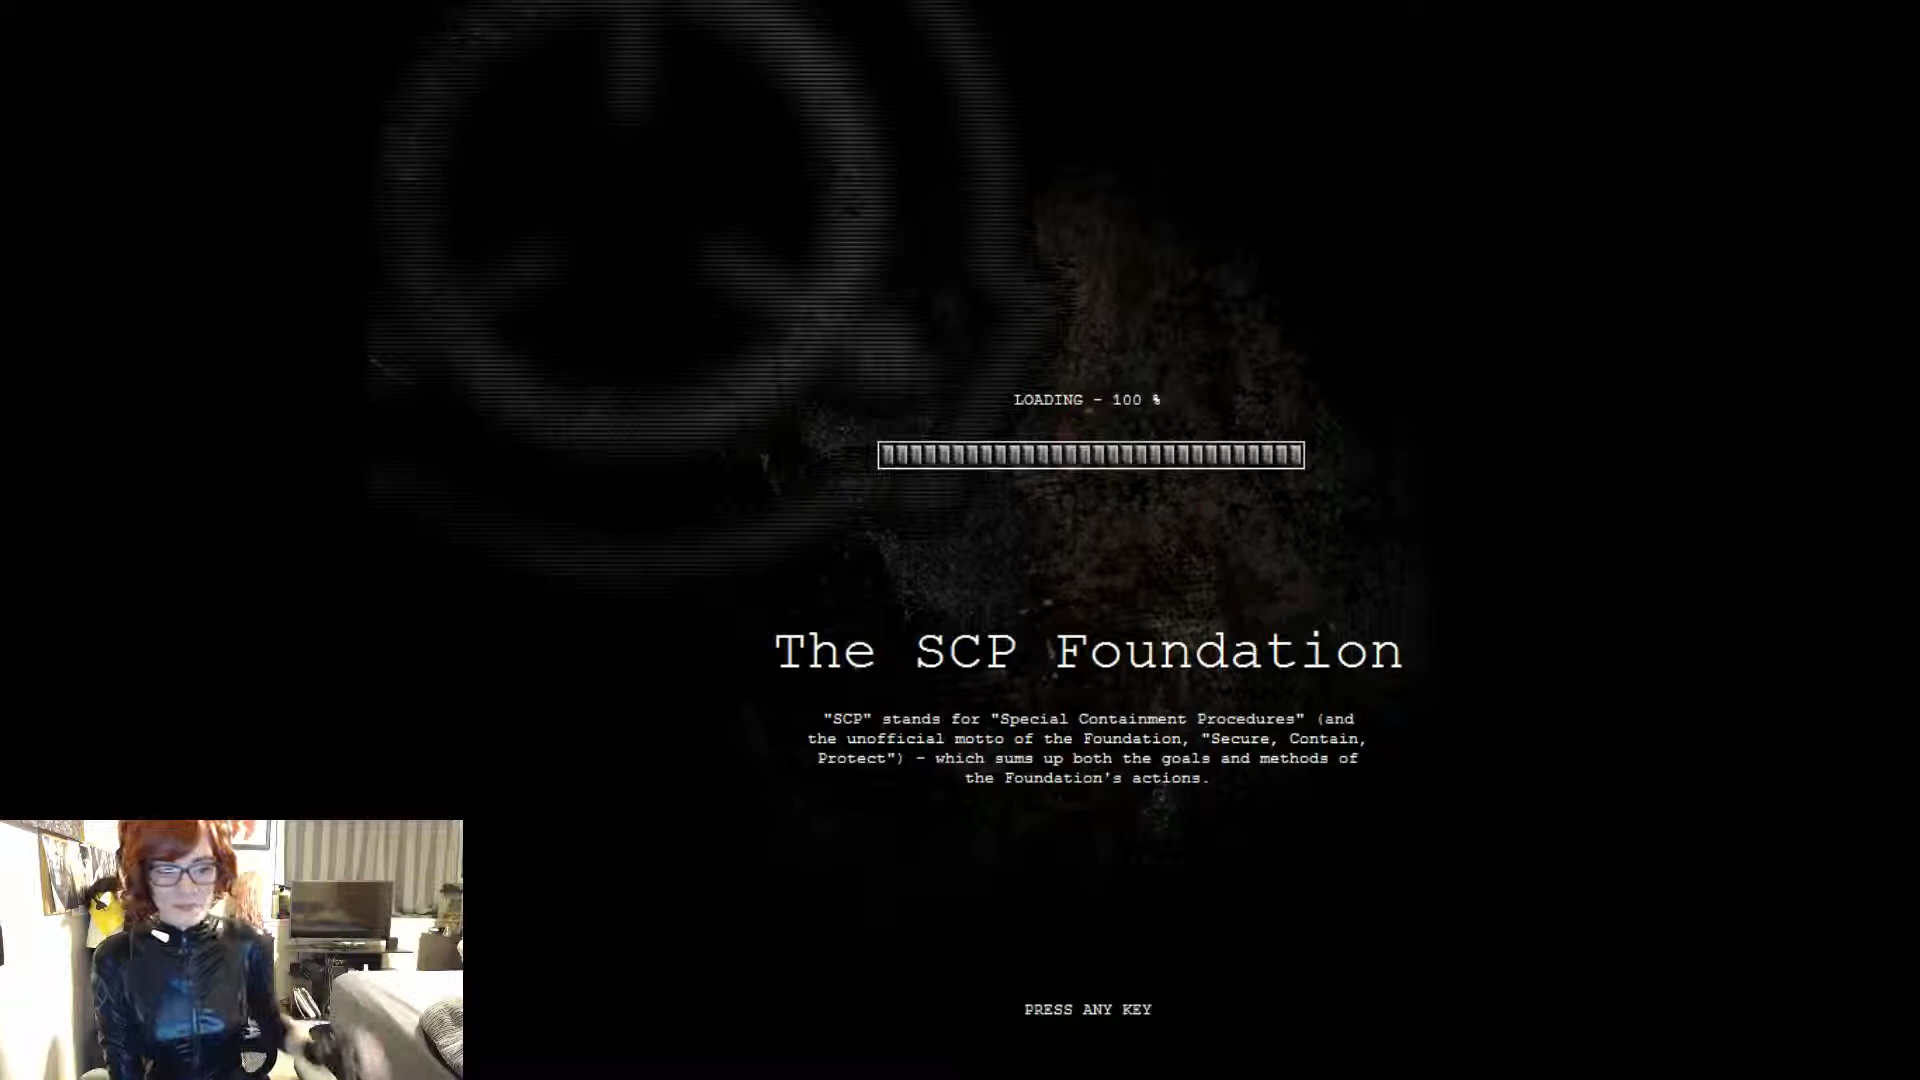 LOADING - 100 %
The SCP Foundation
"SCP" stands for "Special Containment Procedures" (and
the unofficial motto of the Foundation, "Secure, Contain,
Protect") - which sums up both the goals and methods of
the Foundation's actions.
PRESS ANY KEY